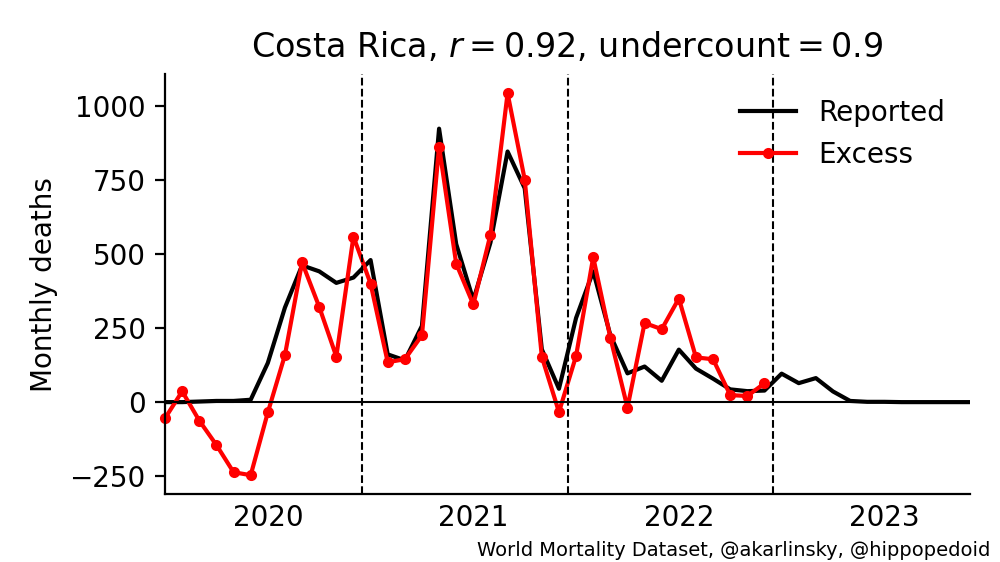 Costa Rica, r = 0.92, undercount = 0.9
Monthly deaths
1000
750
500
250
0
−250
Reported
Excess
2020 2021 2022 2023
World Mortality Dataset, @akarlinsky, @hippopedoid